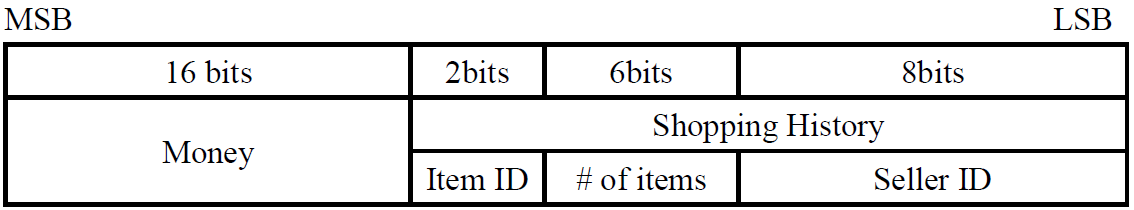 MSB LSB
16 bits 2bits 6bits 8bits
Money Shopping History
Item ID # of items Seller ID